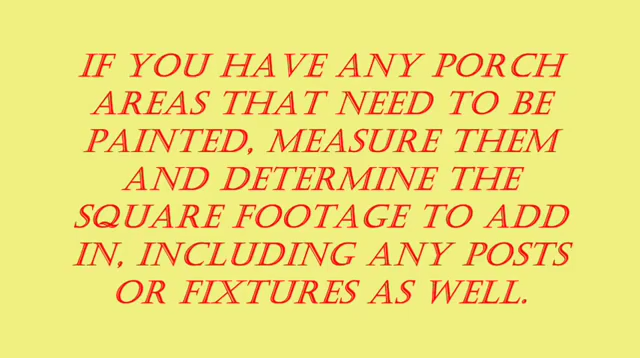 IF YOU HAVE ANY PORCH
AREAS THAT NEED TO BE
PAINTED, MEASURE THEM
AND DETERMINE THE
SQUARE FOOTAGE TO ADD
IN, INCLUDING ANY POSTS
OR FIXTURES AS WELL.